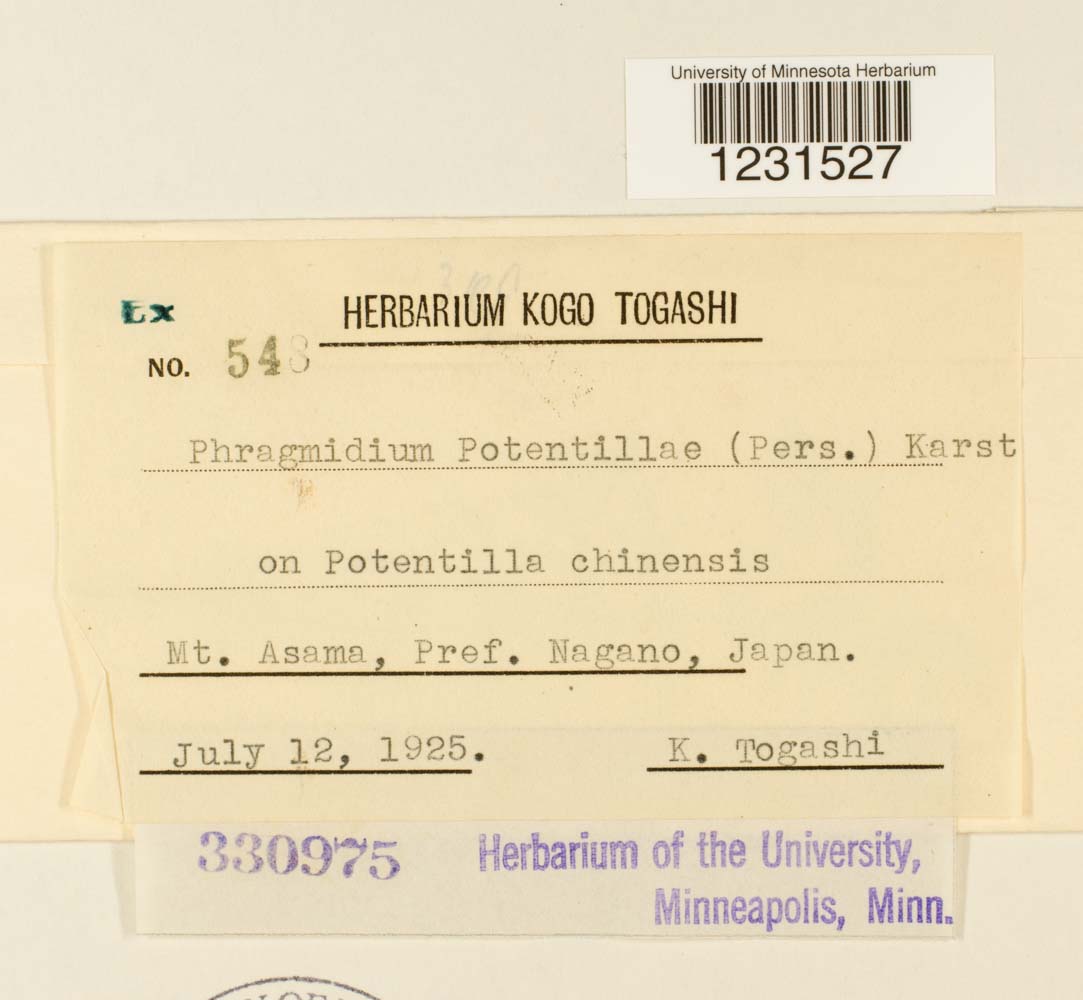 University of Minnesota Herbarium
1231527
Ex
HERBARIUM KOGO TOGASHI
NO. 548
Phragmidium Potentillae (Pers.) Karst
on Potentilla chinensis
Mt. Asama, Pref. Nagano, Japan.
July 12, 1925. K. Togashi
330975 Herbarium of the University,
Minneapolis, Minn.